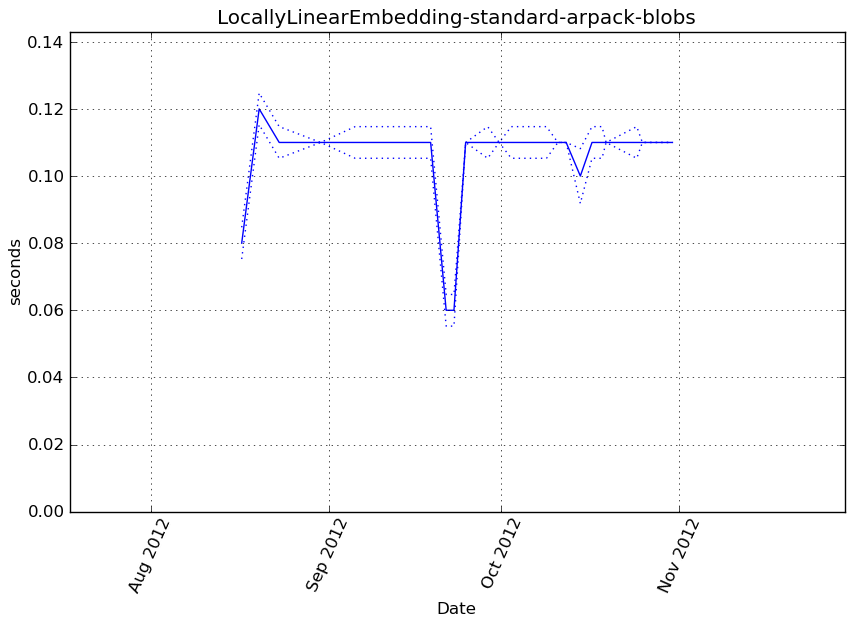 LocallyLinearEmbedding-standard-arpack-blobs
0.14
0.12
0.10
0.08
0.06
0.04
0.02
0.00
seconds
Aug 2012
Sep 2012
Oct 2012
Nov 2012
Date